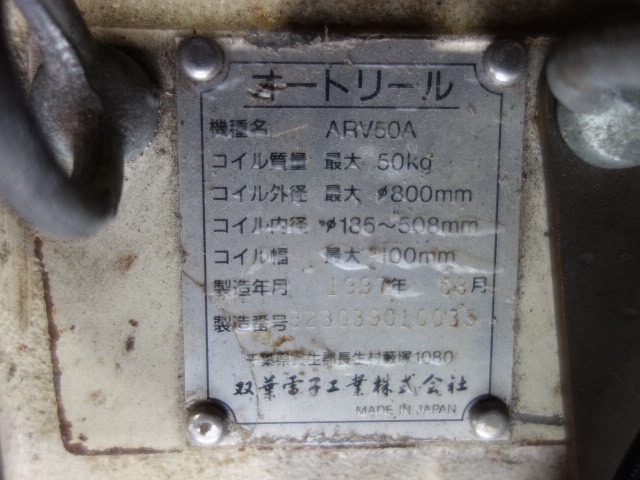 オートリール
機種名 ARV50A
コイル質量 最大 50kg
コイル外径 最大 φ800mm
コイル内径 φ185～508mm
コイル幅 最大 100mm
製造年月 1997年 03月
製造番号
千葉県長生郡長生村藪塚1080
双葉電子工業株式会社
MADE IN JAPAN